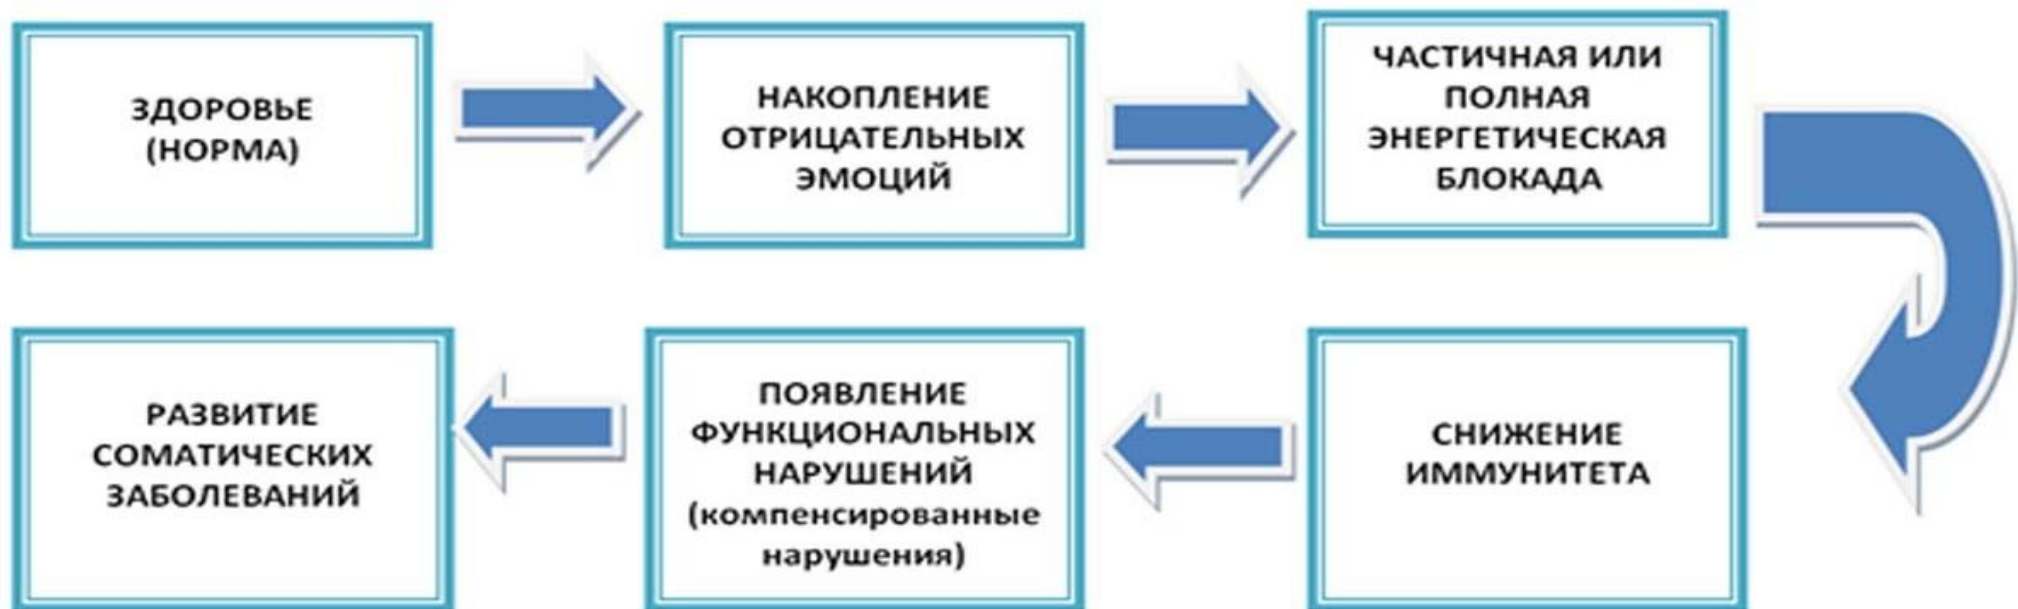 ЗДОРОВЬЕ
(НОРМА)
НАКОПЛЕНИЕ
ОТРИЦАТЕЛЬНЫХ
ЭМОЦИЙ
ЧАСТИЧНАЯ ИЛИ
ПОЛНАЯ
ЭНЕРГЕТИЧЕСКАЯ
БЛОКАДА
СНИЖЕНИЕ
ИММУНИТЕТА
ПОЯВЛЕНИЕ
ФУНКЦИОНАЛЬНЫХ
НАРУШЕНИЙ
(компенсированные
нарушения)
РАЗВИТИЕ
СОМАТИЧЕСКИХ
ЗАБОЛЕВАНИЙ